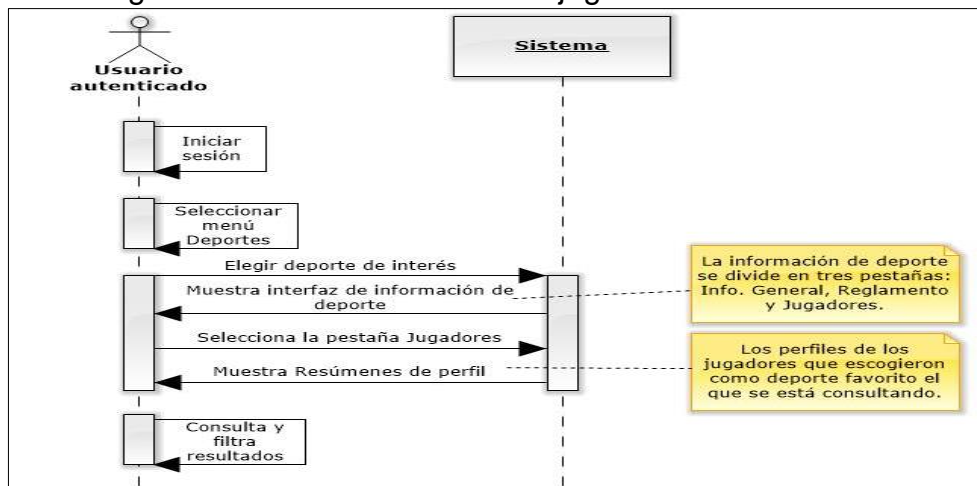 Usuario
autenticado
Sistema
Iniciar
sesión
Seleccionar
menú
Deportes
Elegir deporte de interés
Muestra interfaz de información de
deporte
La información de deporte
se divide en tres pestañas:
Info. General, Reglamento
y Jugadores.
Selecciona la pestaña Jugadores
Muestra Resúmenes de perfil
Los perfiles de los
jugadores que escogieron
como deporte favorito el
que se está consultando.
Consulta y
filtra
resultados